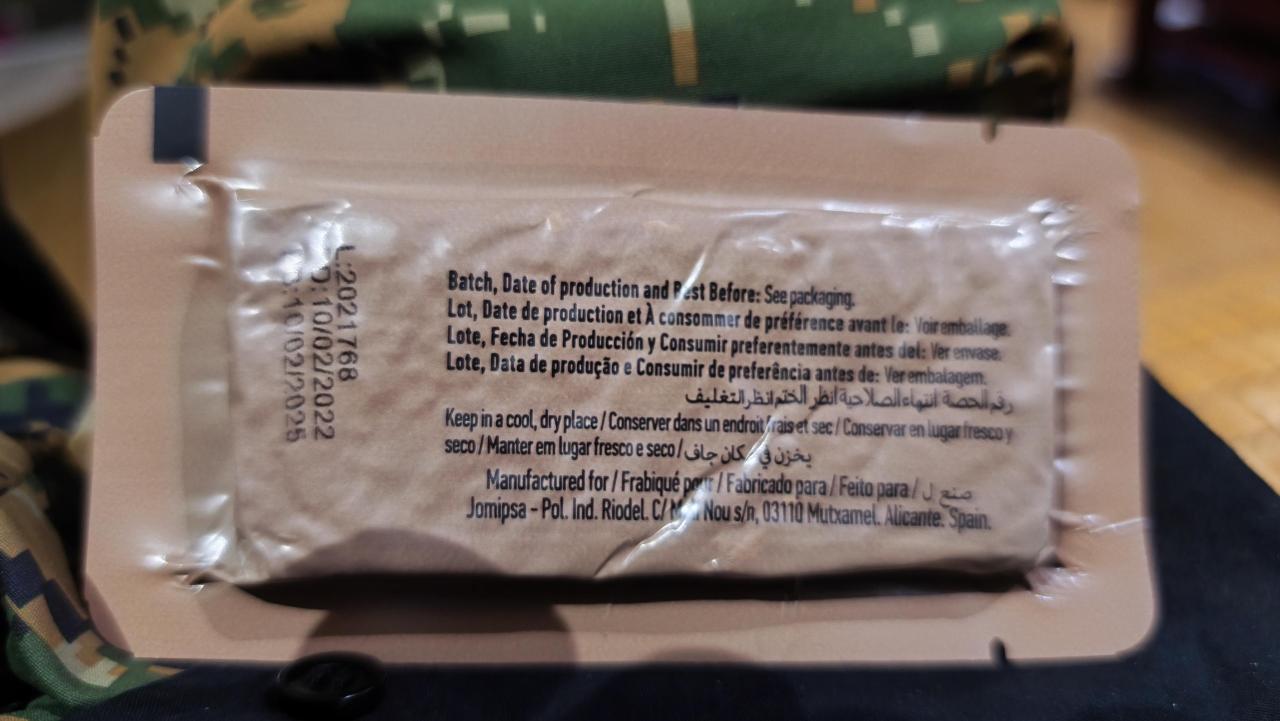 L:2021768
D: 10/02/2022
10/02/2025
Batch, Date of production and Best Before: See packaging.
Lot, Date de production et À consommer de préférence avant le: Voir emballage.
Lote, Fecha de Producción y Consumir preferentemente antes del: Ver envase.
Lote, Data de produção e Consumir de preferência antes de: Ver embalagem.
رقم الحصة انتهاء الصلاحية انظر الختم انظر التغليف
Keep in a cool, dry place / Conserver dans un endroit frais et sec / Conservar en lugar fresco y
seco / Manter em lugar fresco e seco / يخزن في مكان جاف
Manufactured for / Frabiqué pour / Fabricado para / Feito para / صنع ل
Jomipsa - Pol. Ind. Riodel. C/ Nou s/n, 03110 Mutxamel. Alicante. Spain.